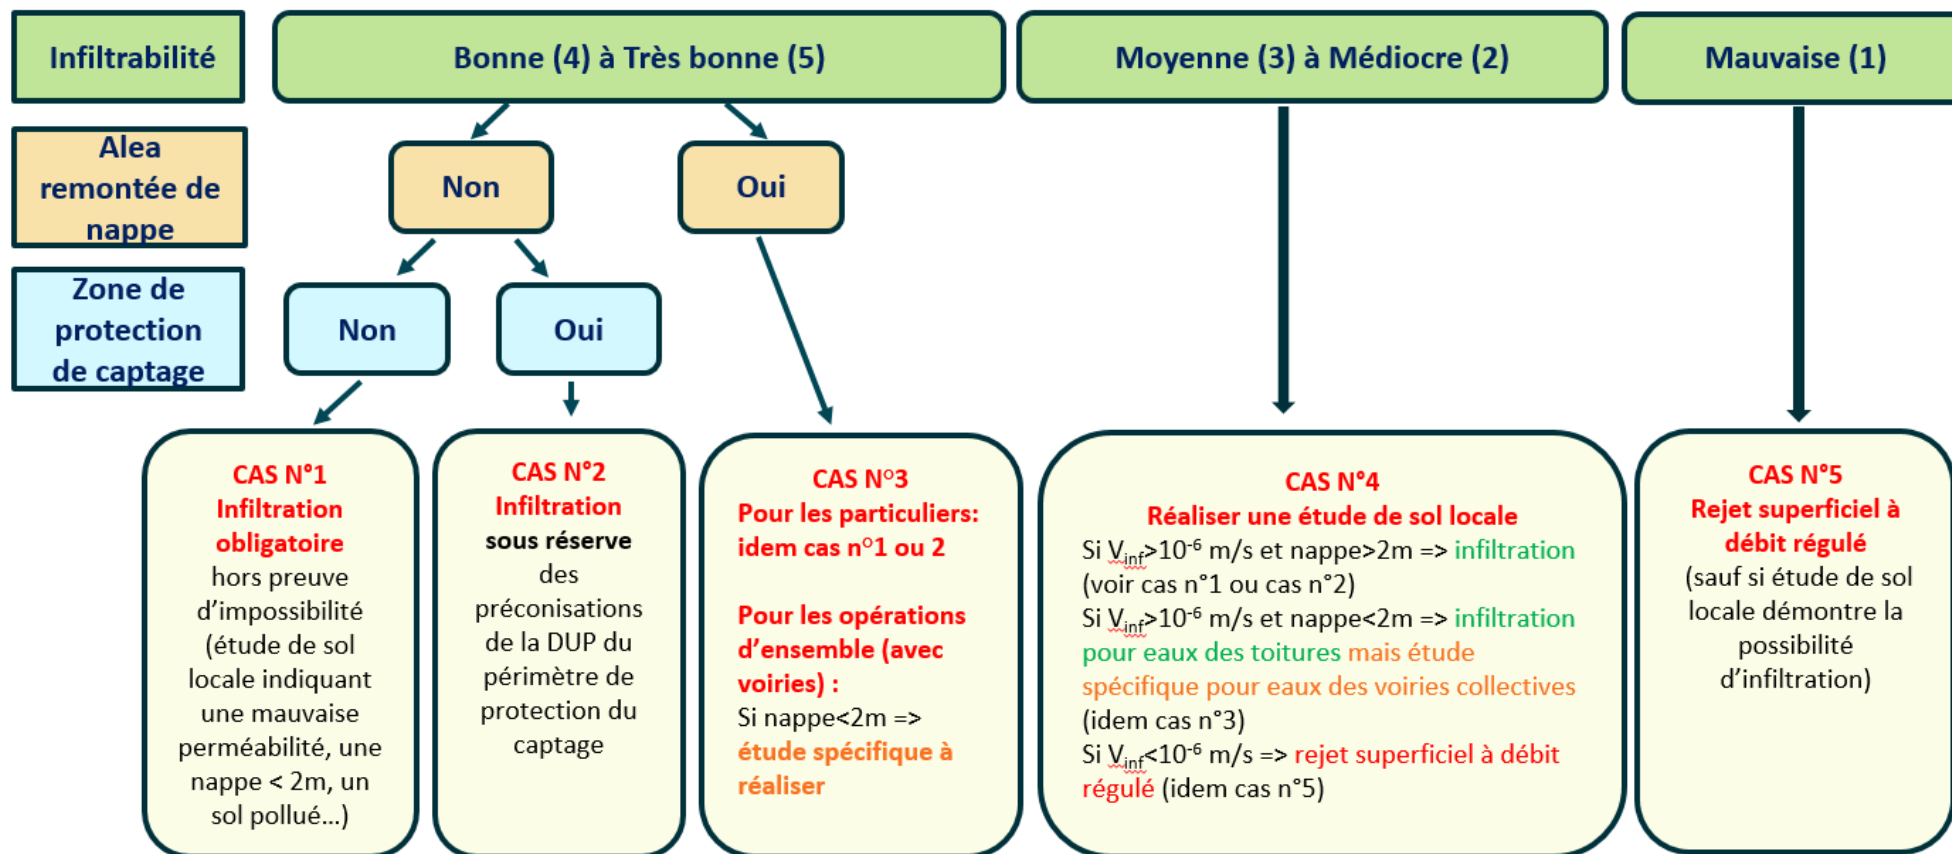 Infiltrabilité
Bonne (4) à Très bonne (5)
Moyenne (3) à Médiocre (2)
Mauvaise (1)
Alea
remontée de
nappe
Non
Oui
Zone de
protection
de captage
Non
Oui
CAS N°1
Infiltration
obligatoire
hors preuve
d’impossibilité
(étude de sol
locale indiquant
une mauvaise
perméabilité, une
nappe < 2m, un
sol pollué…)
CAS N°2
Infiltration
sous réserve
des
préconisations
de la DUP du
périmètre de
protection du
captage
CAS N°3
Pour les particuliers:
idem cas n°1 ou 2
Pour les opérations
d’ensemble (avec
voiries) :
Si nappe<2m =>
étude spécifique à
réaliser
CAS N°4
Réaliser une étude de sol locale
Si V_inf>10⁻⁶ m/s et nappe>2m => infiltration
(voir cas n°1 ou cas n°2)
Si V_inf>10⁻⁶ m/s et nappe<2m => infiltration
pour eaux des toitures mais étude
spécifique pour eaux des voiries collectives
(idem cas n°3)
Si V_inf<10⁻⁶ m/s => rejet superficiel à débit
régulé (idem cas n°5)
CAS N°5
Rejet superficiel à
débit régulé
(sauf si étude de sol
locale démontre la
possibilité
d’infiltration)